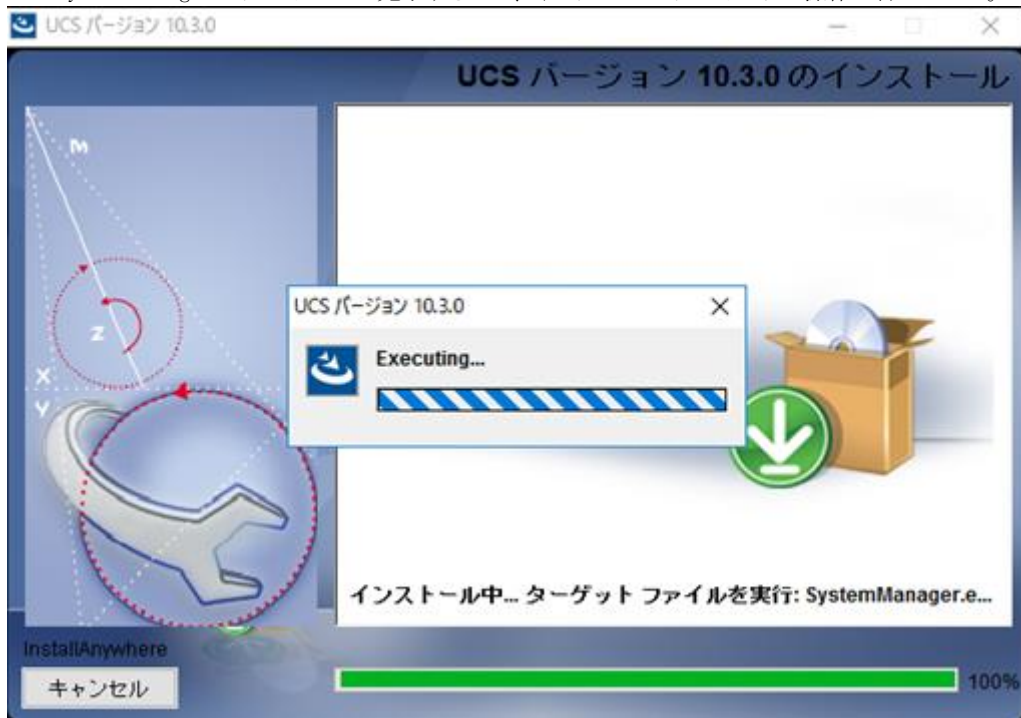 UCS バージョン 10.3.0
UCS バージョン 10.3.0 のインストール
M
Z
X
Y
UCS バージョン 10.3.0
Executing...
インストール中... ターゲット ファイルを実行: SystemManager.e...
InstallAnywhere
キャンセル
100%